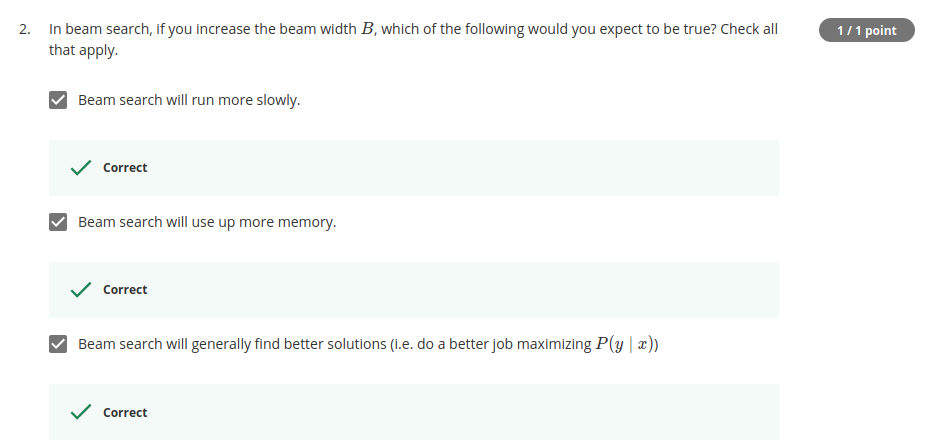 2. In beam search, if you increase the beam width B, which of the following would you expect to be true? Check all
that apply.
1 / 1 point
Beam search will run more slowly.
Correct
Beam search will use up more memory.
Correct
Beam search will generally find better solutions (i.e. do a better job maximizing P(y | x))
Correct